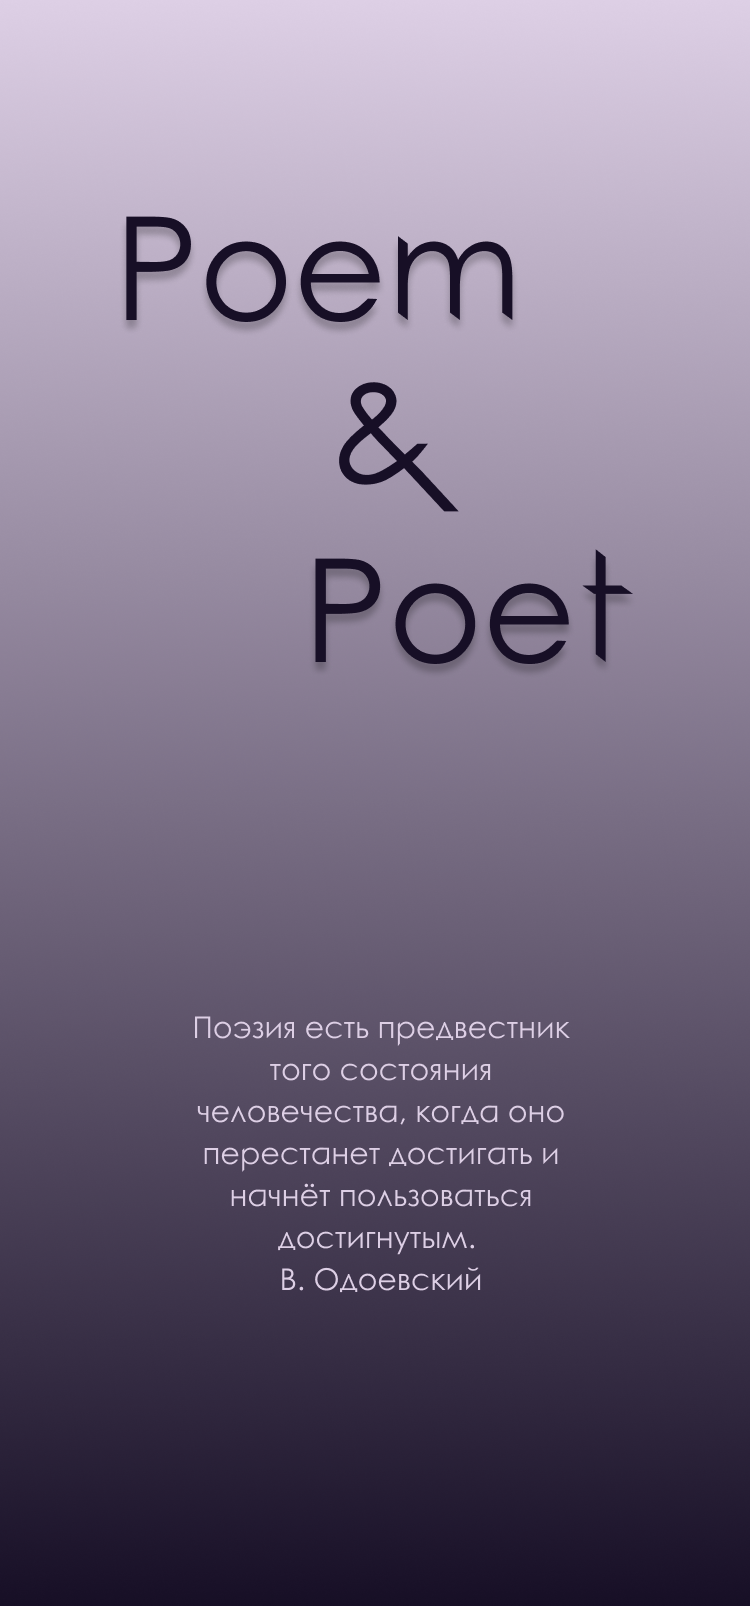 Poem
&
Poet
Поэзия есть предвестник
того состояния
человечества, когда оно
перестанет достигать и
начнёт пользоваться
достигнутым.
В. Одоевский